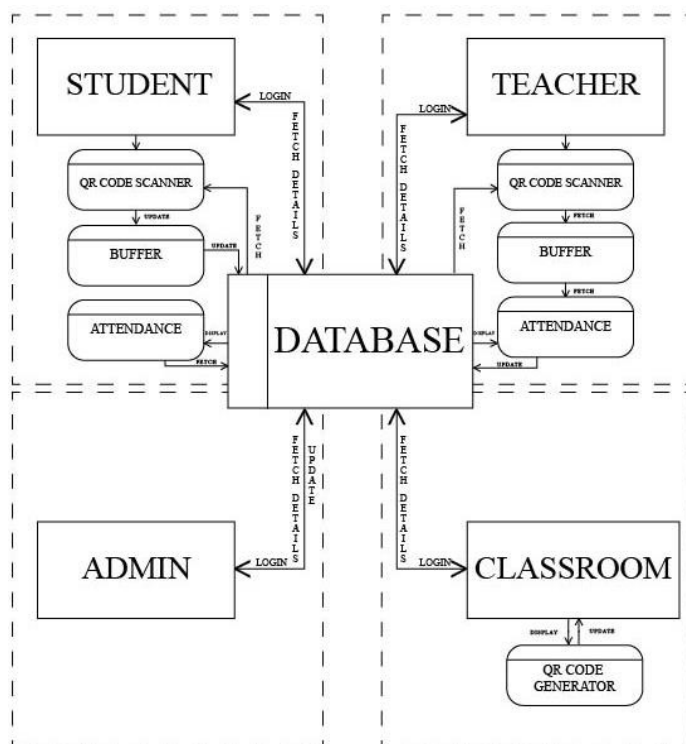 STUDENT
LOGIN
FETCH DETAILS
QR CODE SCANNER
UPDATE
FETCH
BUFFER
UPDATE
ATTENDANCE
DISPLAY
FETCH
TEACHER
LOGIN
FETCH DETAILS
QR CODE SCANNER
FETCH
FETCH
BUFFER
FETCH
ATTENDANCE
DISPLAY
UPDATE
DATABASE
FETCH DETAILS
UPDATE
ADMIN
LOGIN
FETCH DETAILS
LOGIN
CLASSROOM
DISPLAY
UPDATE
QR CODE
GENERATOR